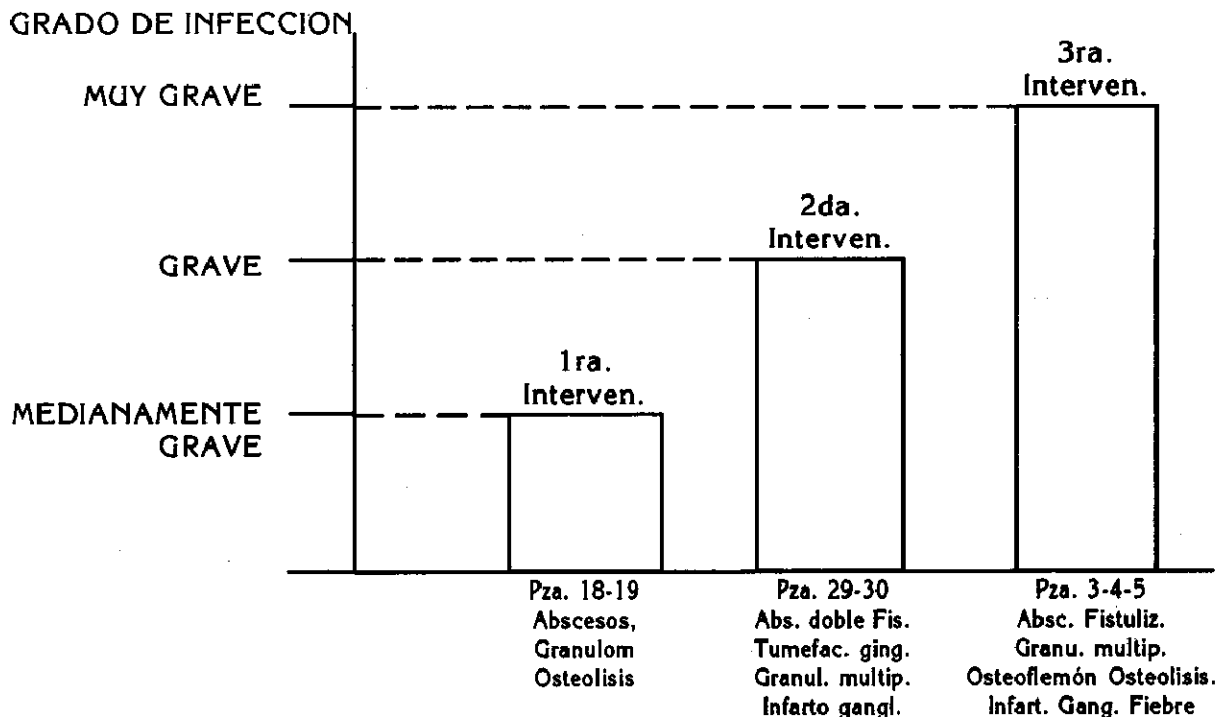 GRADO DE INFECCION
MUY GRAVE
3ra.
Interven.
GRAVE
2da.
Interven.
MEDIANAMENTE
GRAVE
1ra.
Interven.
Pza. 18-19
Abscesos,
Granulom
Osteolisis
Pza. 29-30
Abs. doble Fis.
Tumefac. ging.
Granul. multip.
Infarto gangl.
Pza. 3-4-5
Absc. Fistuliz.
Granu. multip.
Osteoflemón Osteolisis.
Infart. Gang. Fiebre